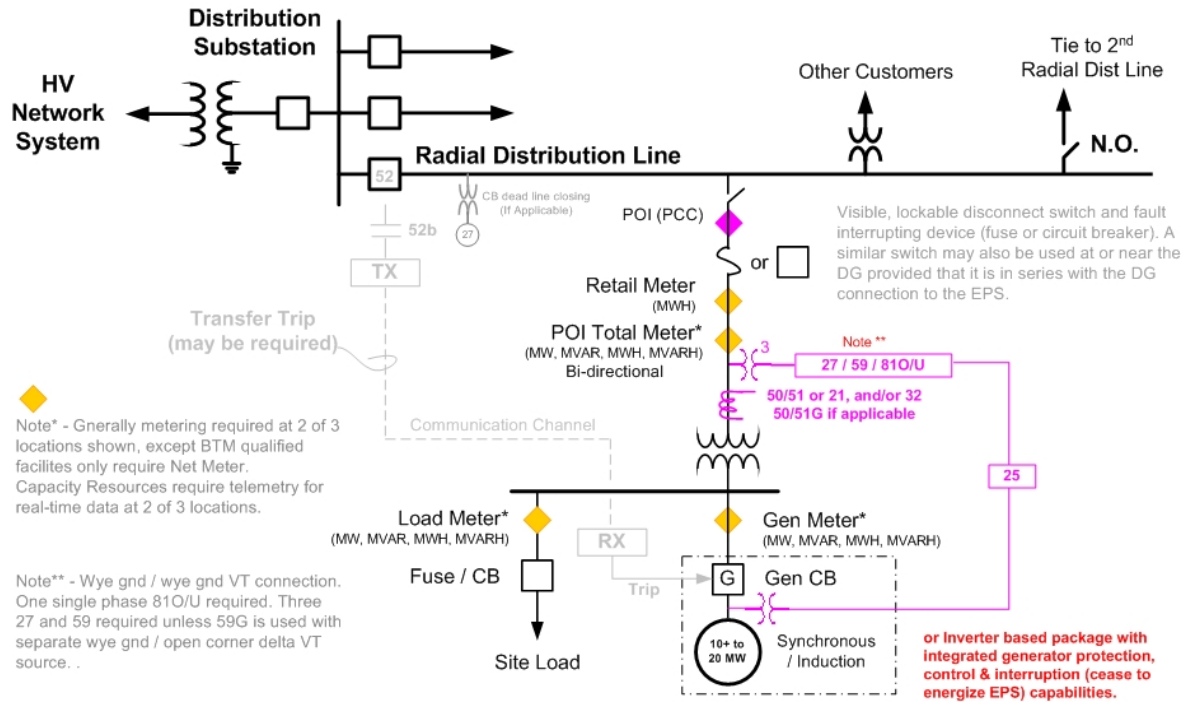 Distribution
Substation
HV
Network
System
Other Customers
Tie to 2nd
Radial Dist Line
N.O.
Radial Distribution Line
52
CB dead line closing
(If Applicable)
27
52b
TX
POI (PCC)
or
Visible, lockable disconnect switch and fault
interrupting device (fuse or circuit breaker). A
similar switch may also be used at or near the
DG provided that it is in series with the DG
connection to the EPS.
Retail Meter
(MWH)
Transfer Trip
(may be required)
POI Total Meter*
(MW, MVAR, MWH, MVARH)
Bi-directional
3
Note **
27 / 59 / 81O/U
50/51 or 21, and/or 32
50/51G if applicable
Note* - Gnerally metering required at 2 of 3
locations shown, except BTM qualified
facilites only require Net Meter.
Capacity Resources require telemetry for
real-time data at 2 of 3 locations.
Communication Channel
25
Load Meter*
(MW, MVAR, MWH, MVARH)
Gen Meter*
(MW, MVAR, MWH, MVARH)
RX
Fuse / CB
Trip
G
Gen CB
Note** - Wye gnd / wye gnd VT connection.
One single phase 81O/U required. Three
27 and 59 required unless 59G is used with
separate wye gnd / open corner delta VT
source. .
Site Load
10+ to
20 MW
Synchronous
/ Induction
or Inverter based package with
integrated generator protection,
control & interruption (cease to
energize EPS) capabilities.